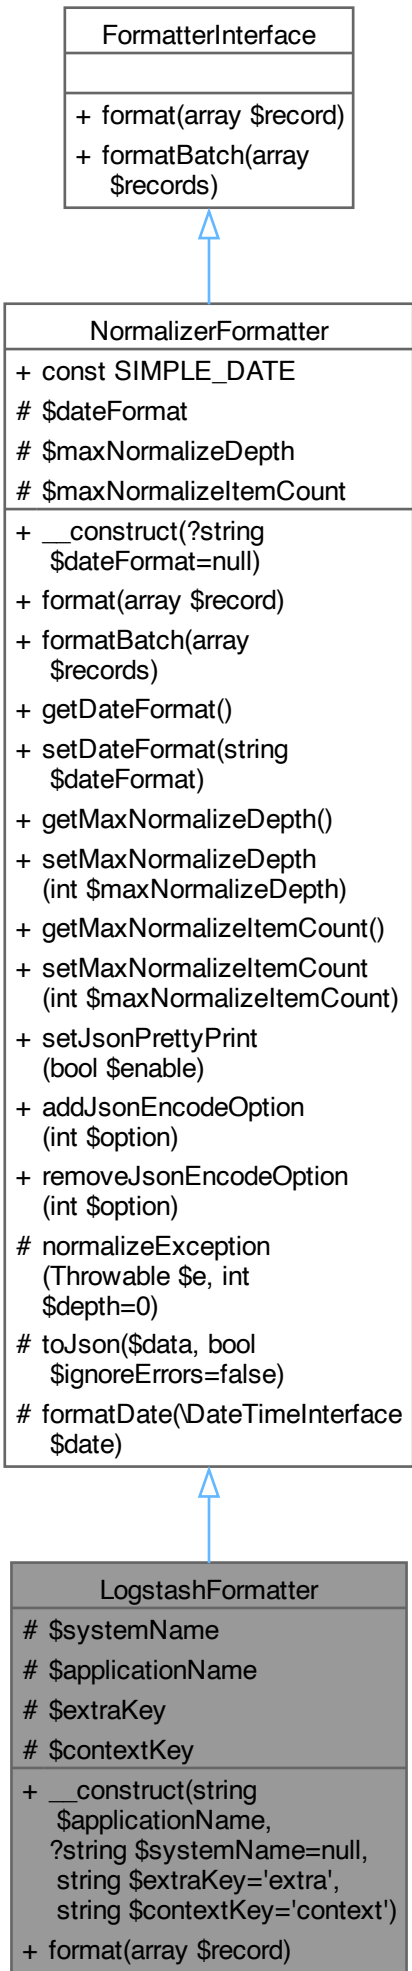 FormatterInterface
+ format(array $record)
+ formatBatch(array
$records)
NormalizerFormatter
+ const SIMPLE_DATE
# $dateFormat
# $maxNormalizeDepth
# $maxNormalizeItemCount
+ __construct(?string
$dateFormat=null)
+ format(array $record)
+ formatBatch(array
$records)
+ getDateFormat()
+ setDateFormat(string
$dateFormat)
+ getMaxNormalizeDepth()
+ setMaxNormalizeDepth
(int $maxNormalizeDepth)
+ getMaxNormalizeItemCount()
+ setMaxNormalizeItemCount
(int $maxNormalizeItemCount)
+ setJsonPrettyPrint
(bool $enable)
+ addJsonEncodeOption
(int $option)
+ removeJsonEncodeOption
(int $option)
# normalizeException
(Throwable $e, int
$depth=0)
# toJson($data, bool
$ignoreErrors=false)
# formatDate(\DateTimeInterface
$date)
LogstashFormatter
# $systemName
# $applicationName
# $extraKey
# $contextKey
+ __construct(string
$applicationName,
?string $systemName=null,
string $extraKey='extra',
string $contextKey='context')
+ format(array $record)